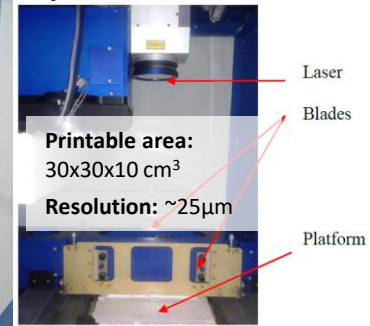 Laser
Blades
Printable area:
30x30x10 cm³
Resolution: ~25µm
Platform